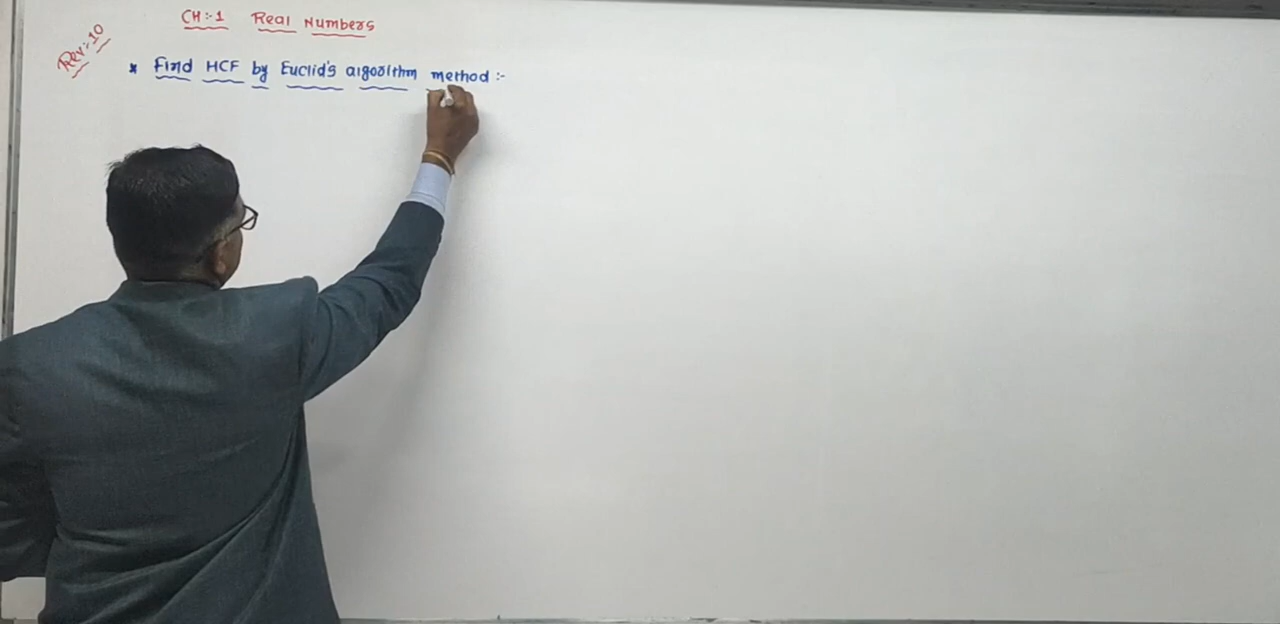 CH:-1 Real Numbers
Rev:-10
* Find HCF by Euclid's algorithm method :-